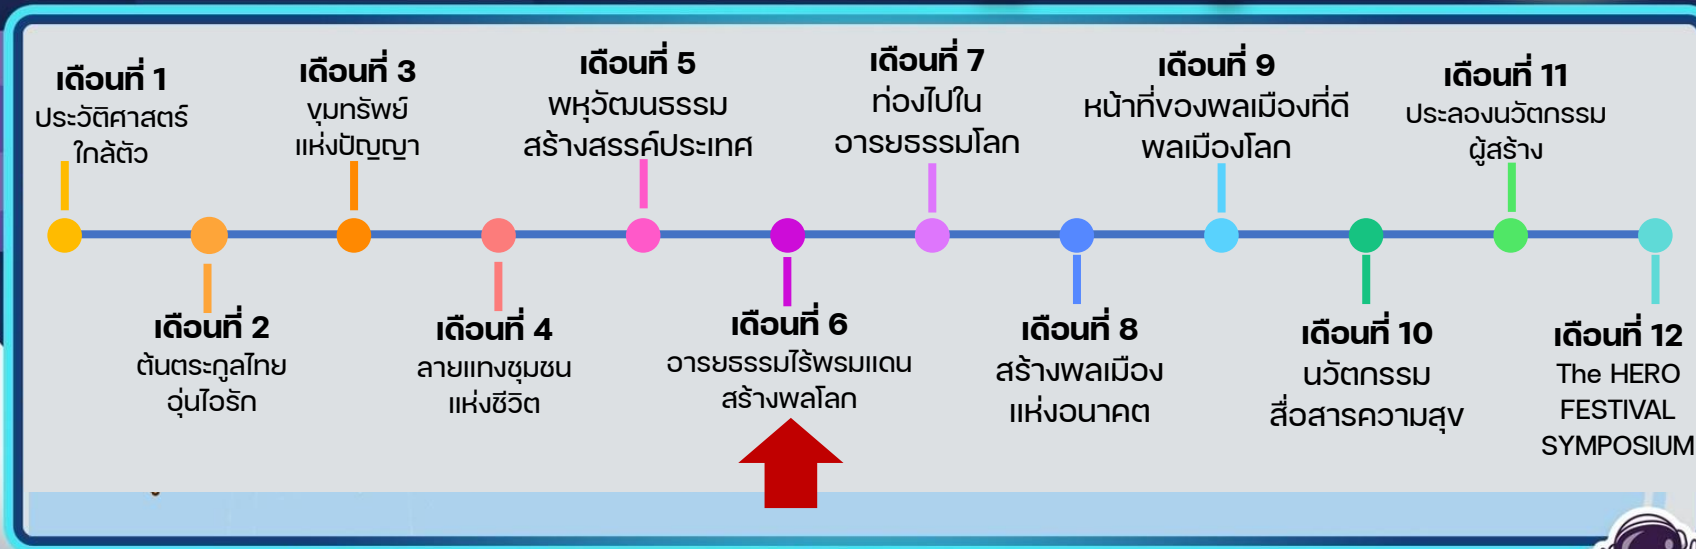 เดือนที่ 1
ประวัติศาสตร์
ใกล้ตัว
เดือนที่ 2
ต้นตระกูลไทย
อุ่นไอรัก
เดือนที่ 3
ขุมทรัพย์
แห่งปัญญา
เดือนที่ 4
ลายแทงชุมชน
แห่งชีวิต
เดือนที่ 5
พหุวัฒนธรรม
สร้างสรรค์ประเทศ
เดือนที่ 6
อารยธรรมไร้พรมแดน
สร้างพลโลก
เดือนที่ 7
ท่องไปใน
อารยธรรมโลก
เดือนที่ 8
สร้างพลเมือง
แห่งอนาคต
เดือนที่ 9
หน้าที่ของพลเมืองที่ดี
พลเมืองโลก
เดือนที่ 10
นวัตกรรม
สื่อสารความสุข
เดือนที่ 11
ประลองนวัตกรรม
ผู้สร้าง
เดือนที่ 12
The HERO
FESTIVAL
SYMPOSIUM